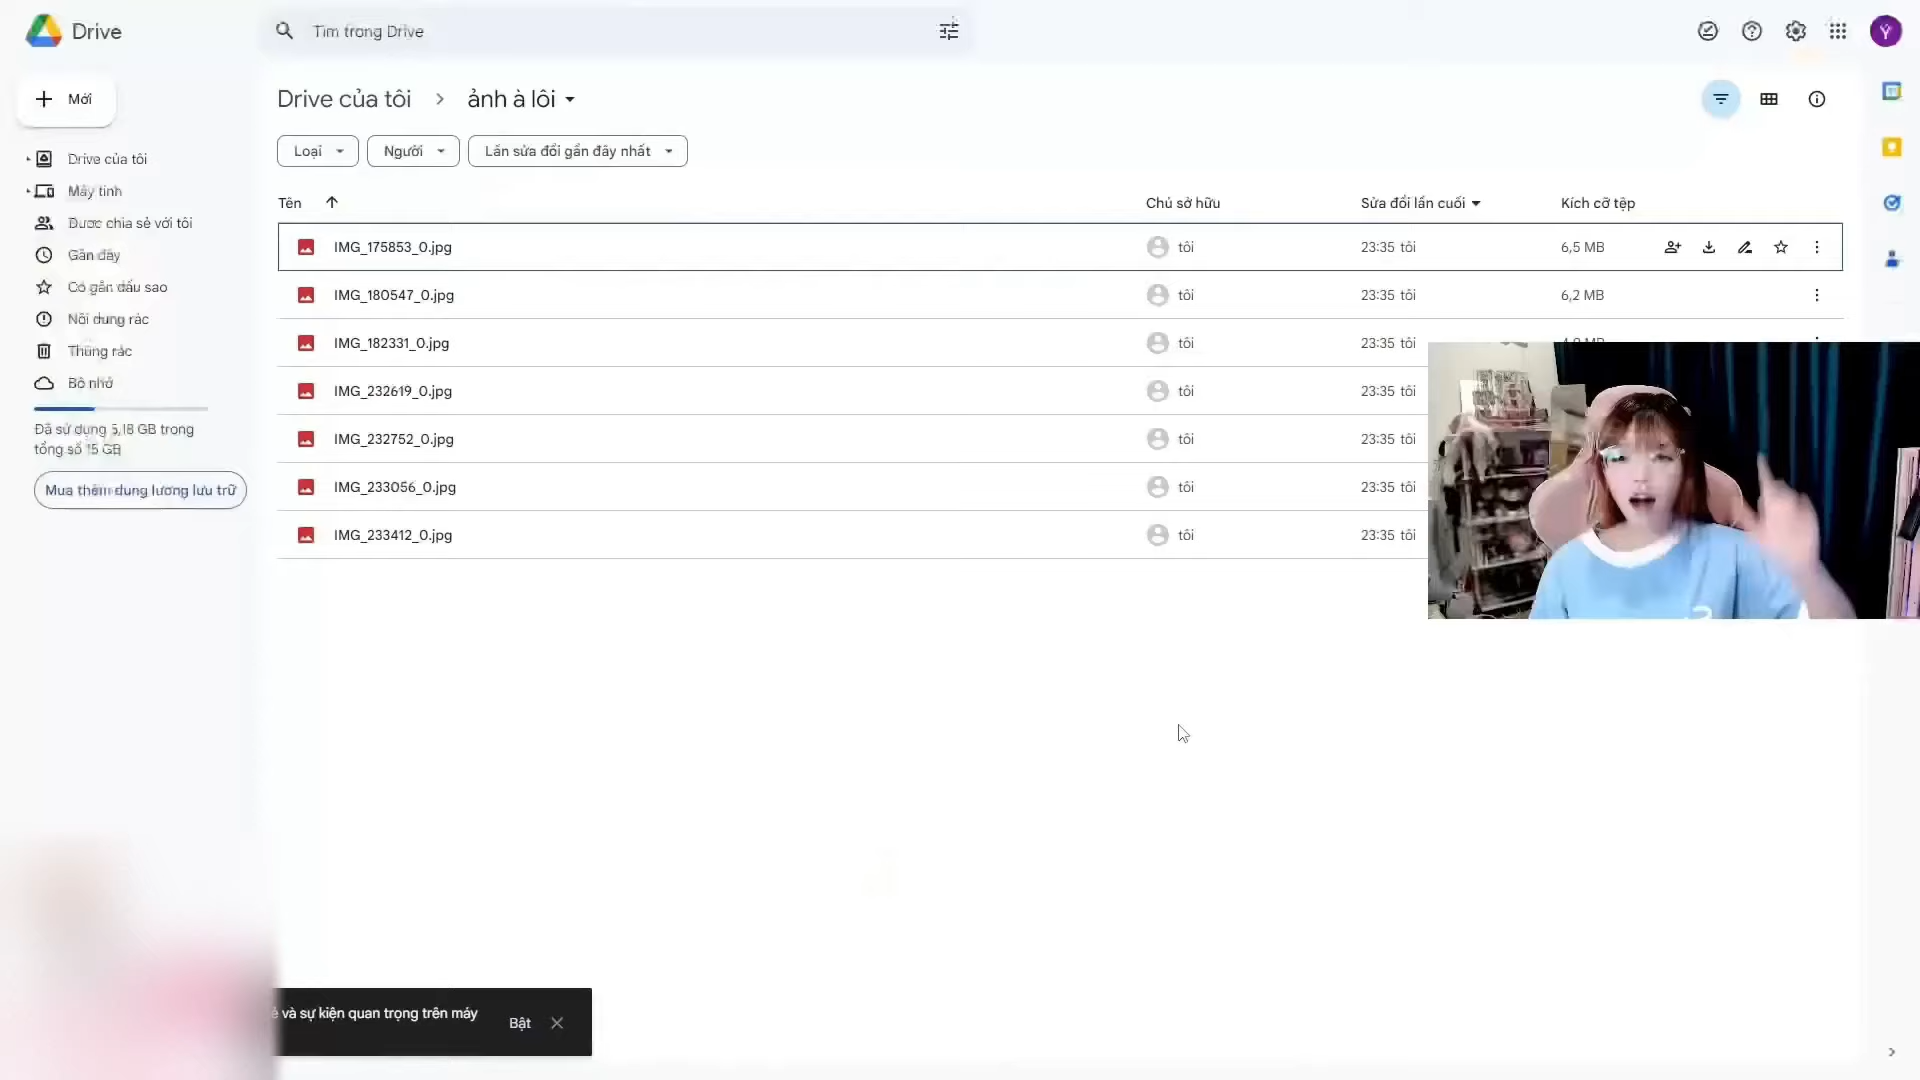 Drive
Tìm trong Drive
Y
Mới
Drive của tôi
ảnh à lôi
Loại
Người
Lần sửa đổi gần đây nhất
Drive của tôi
Máy tính
Được chia sẻ với tôi
Gần đây
Có gắn dấu sao
Nội dung rác
Thùng rác
Bộ nhớ
Đã sử dụng 5,18 GB trong
tổng số 15 GB
Mua thêm dung lượng lưu trữ
Tên
Chủ sở hữu
Sửa đổi lần cuối
Kích cỡ tệp
IMG_175853_0.jpg
tôi
23:35 tôi
6,5 MB
IMG_180547_0.jpg
tôi
23:35 tôi
6,2 MB
IMG_182331_0.jpg
tôi
23:35 tôi
IMG_232619_0.jpg
tôi
23:35 tôi
IMG_232752_0.jpg
tôi
23:35 tôi
IMG_233056_0.jpg
tôi
23:35 tôi
IMG_233412_0.jpg
tôi
23:35 tôi
và sự kiện quan trọng trên máy
Bật